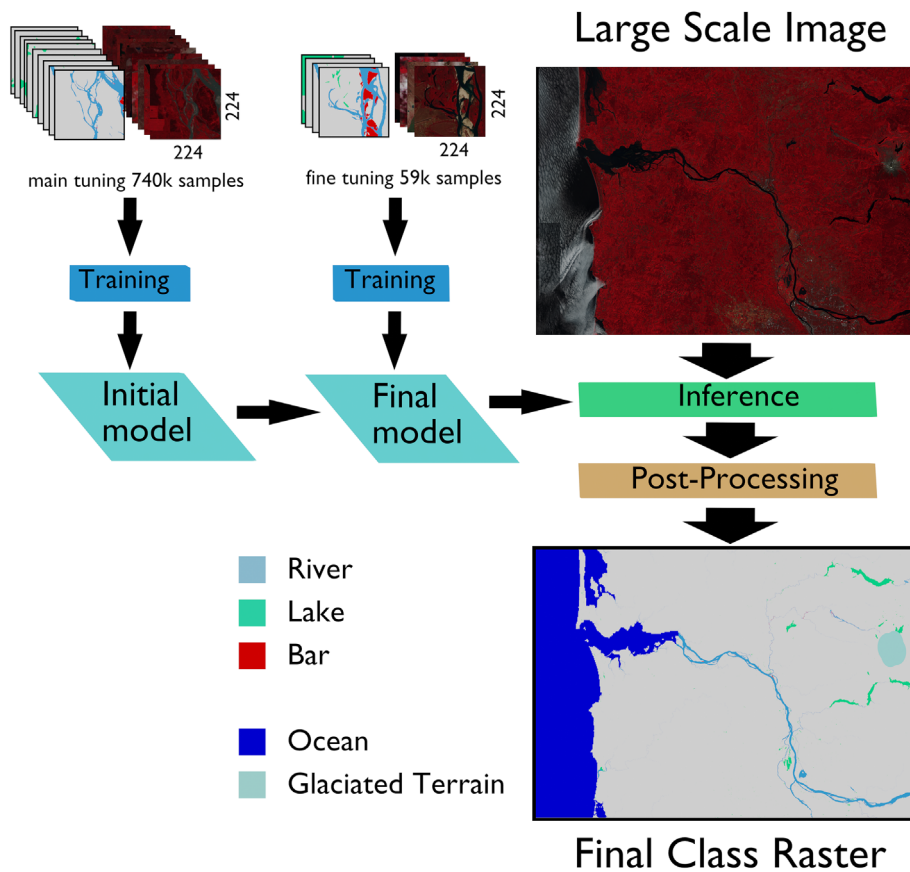 Large Scale Image
224
224
224
224
main tuning 740k samples
fine tuning 59k samples
Training
Training
Initial
model
Final
model
Inference
Post-Processing
River
Lake
Bar
Ocean
Glaciated Terrain
Final Class Raster